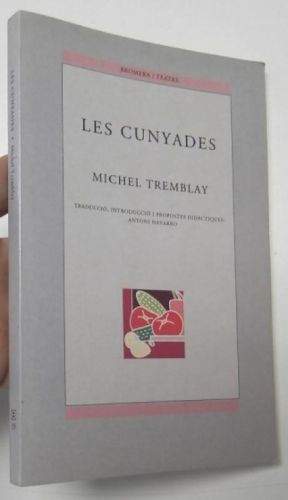 BROMERA / TEATRE
LES CUNYADES
MICHEL TREMBLAY
TRADUCCIÓ, INTRODUCCIÓ I PROPOSTES DIDÀCTIQUES:
ANTONI NAVARRO
LES CUNYADES • Michel Tremblay